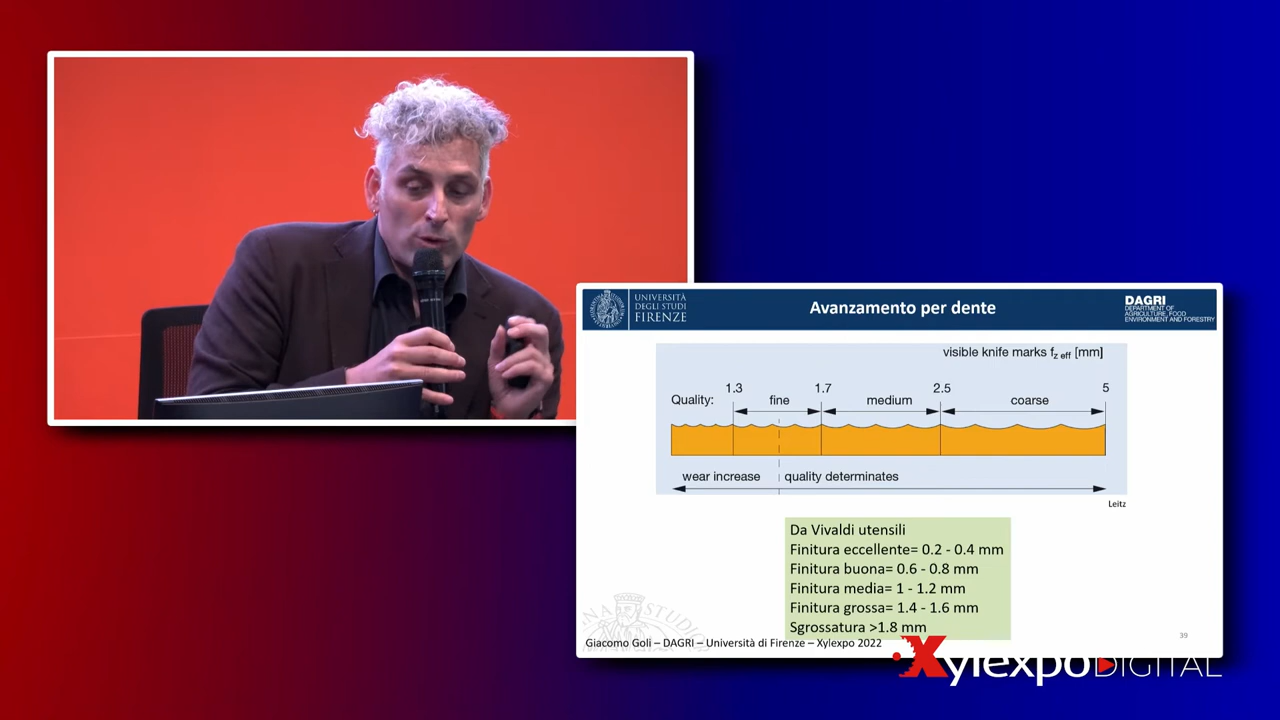 UNIVERSITÀ
DEGLI STUDI
FIRENZE
Avanzamento per dente
DAGRI
DEPARTMENT OF
AGRICULTURE, FOOD
ENVIRONMENT AND FORESTRY
visible knife marks fz eff [mm]
1.3 1.7 2.5 5
Quality: fine medium coarse
wear increase quality determinates
Leitz
Da Vivaldi utensili
Finitura eccellente= 0.2 - 0.4 mm
Finitura buona= 0.6 - 0.8 mm
Finitura media= 1 - 1.2 mm
Finitura grossa= 1.4 - 1.6 mm
Sgrossatura >1.8 mm
39
Giacomo Goli – DAGRI – Università di Firenze – Xylexpo 2022
XylexpoDIGITAL